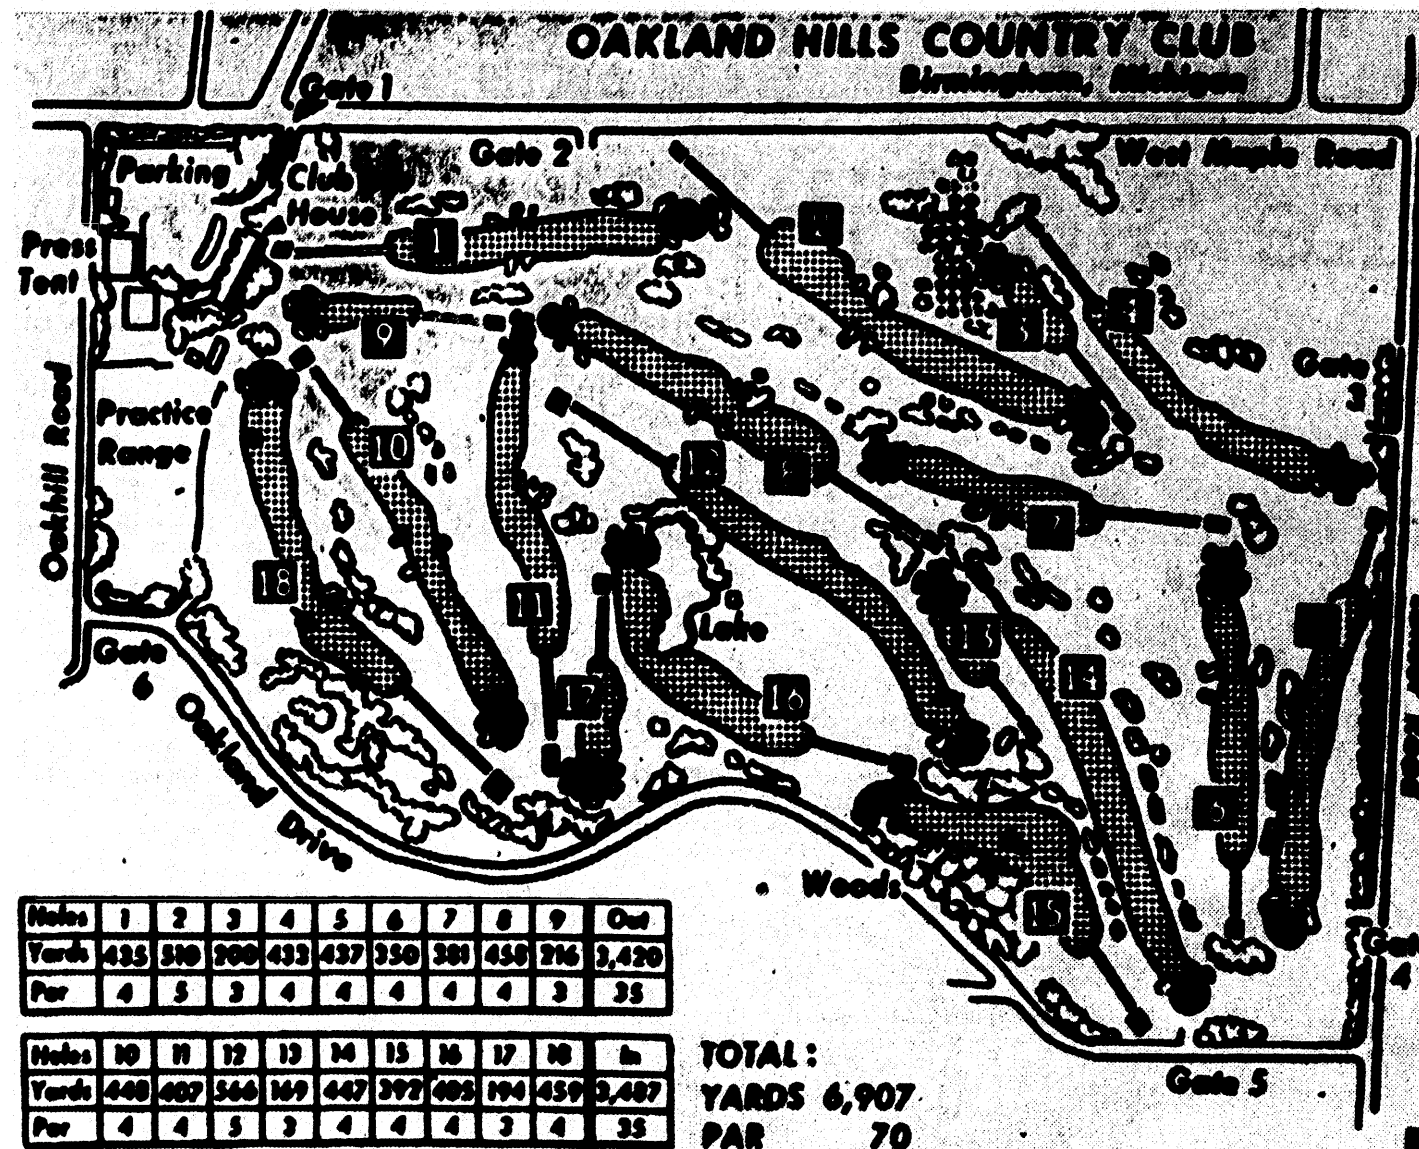 OAKLAND HILLS COUNTRY CLUB
Birmingham, Michigan
Gate 1
Gate 2
West Maple Road
Parking
Club
House
Press
Tent
1
3
4
Gate
3
9
Oakhill Road
Practice
Range
10
12
7
18
11
13
Lake
Gate
6
14
17
16
Oakland Drive
Woods
15
Gate
4
Gate 5
Holes 1 2 3 4 5 6 7 8 9 Out
Yards 435 510 200 433 437 350 381 458 216 3,420
Par 4 5 3 4 4 4 4 4 3 35
Holes 10 11 12 13 14 15 16 17 18 In
Yards 448 407 566 169 447 392 405 194 459 3,487
Par 4 4 5 3 4 4 4 3 4 35
TOTAL:
YARDS 6,907
PAR 70